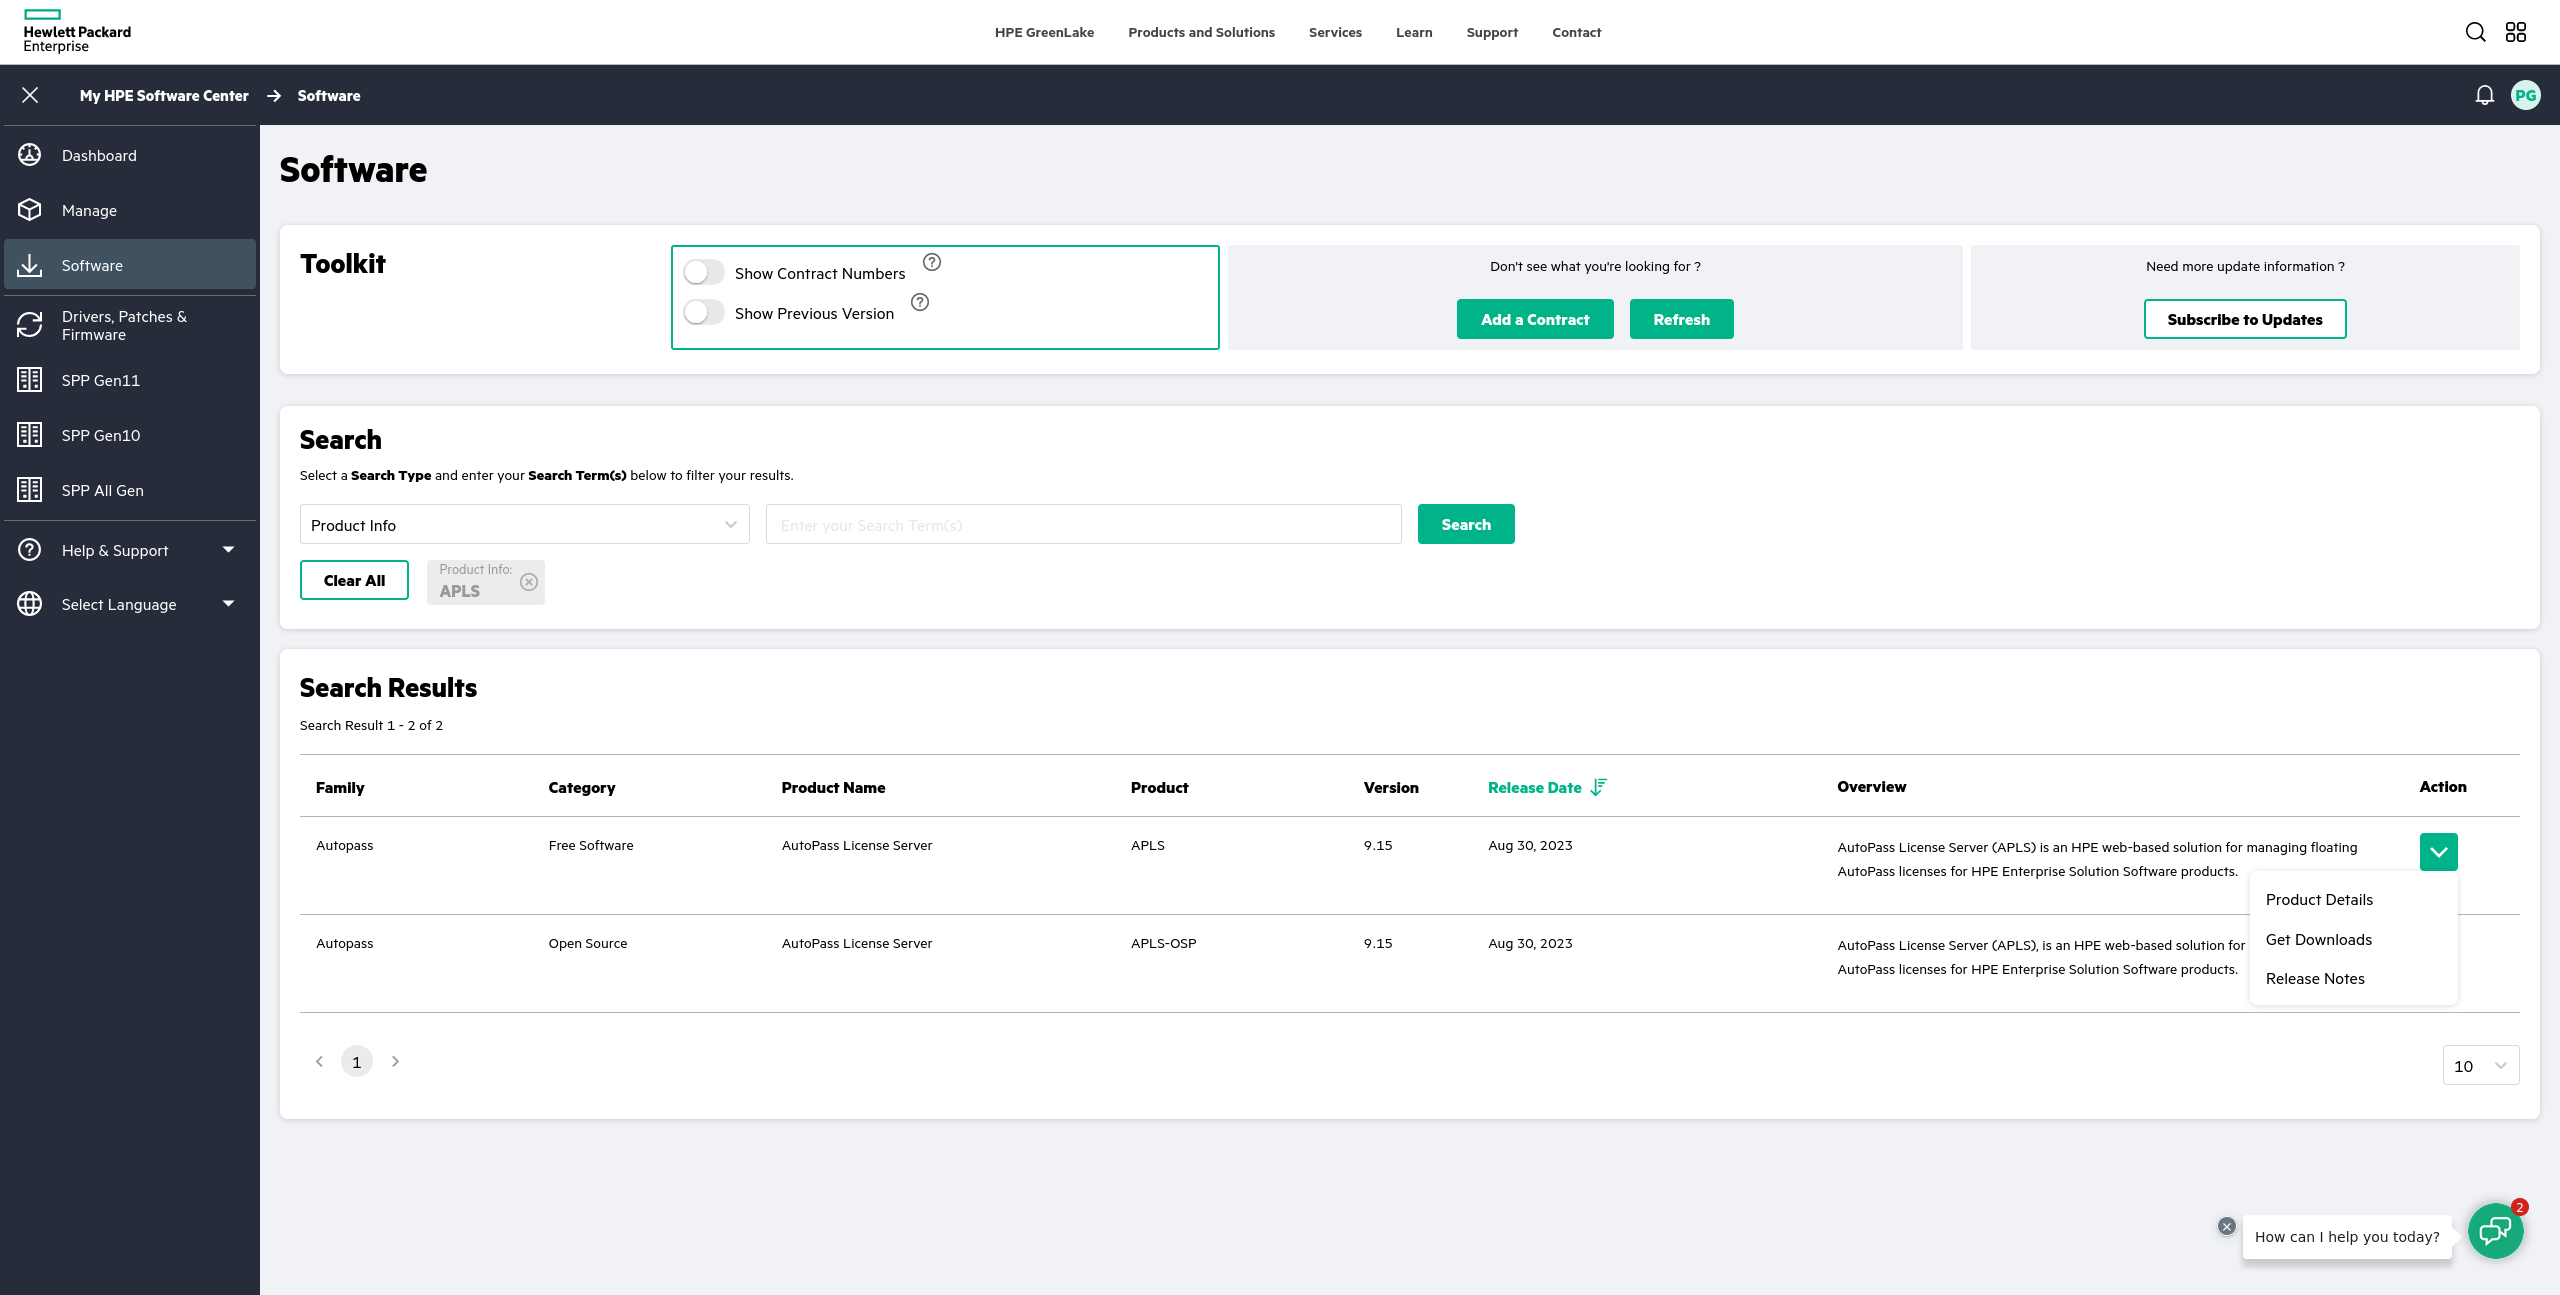 Hewlett Packard
Enterprise
HPE GreenLake Products and Solutions Services Learn Support Contact
My HPE Software Center Software
PG
Dashboard
Manage
Software
Drivers, Patches &
Firmware
SPP Gen11
SPP Gen10
SPP All Gen
Help & Support
Select Language
Software
Toolkit
Show Contract Numbers
Show Previous Version
Don't see what you're looking for ?
Add a Contract Refresh
Need more update information ?
Subscribe to Updates
Search
Select a Search Type and enter your Search Term(s) below to filter your results.
Product Info Enter your Search Term(s) Search
Clear All
Product Info:
APLS
Search Results
Search Result 1 - 2 of 2
Family Category Product Name Product Version Release Date Overview Action
Autopass Free Software AutoPass License Server APLS 9.15 Aug 30, 2023 AutoPass License Server (APLS) is an HPE web-based solution for managing floating
AutoPass licenses for HPE Enterprise Solution Software products.
Product Details
Get Downloads
Release Notes
Autopass Open Source AutoPass License Server APLS-OSP 9.15 Aug 30, 2023 AutoPass License Server (APLS), is an HPE web-based solution for
AutoPass licenses for HPE Enterprise Solution Software products.
1
10
How can I help you today?
2